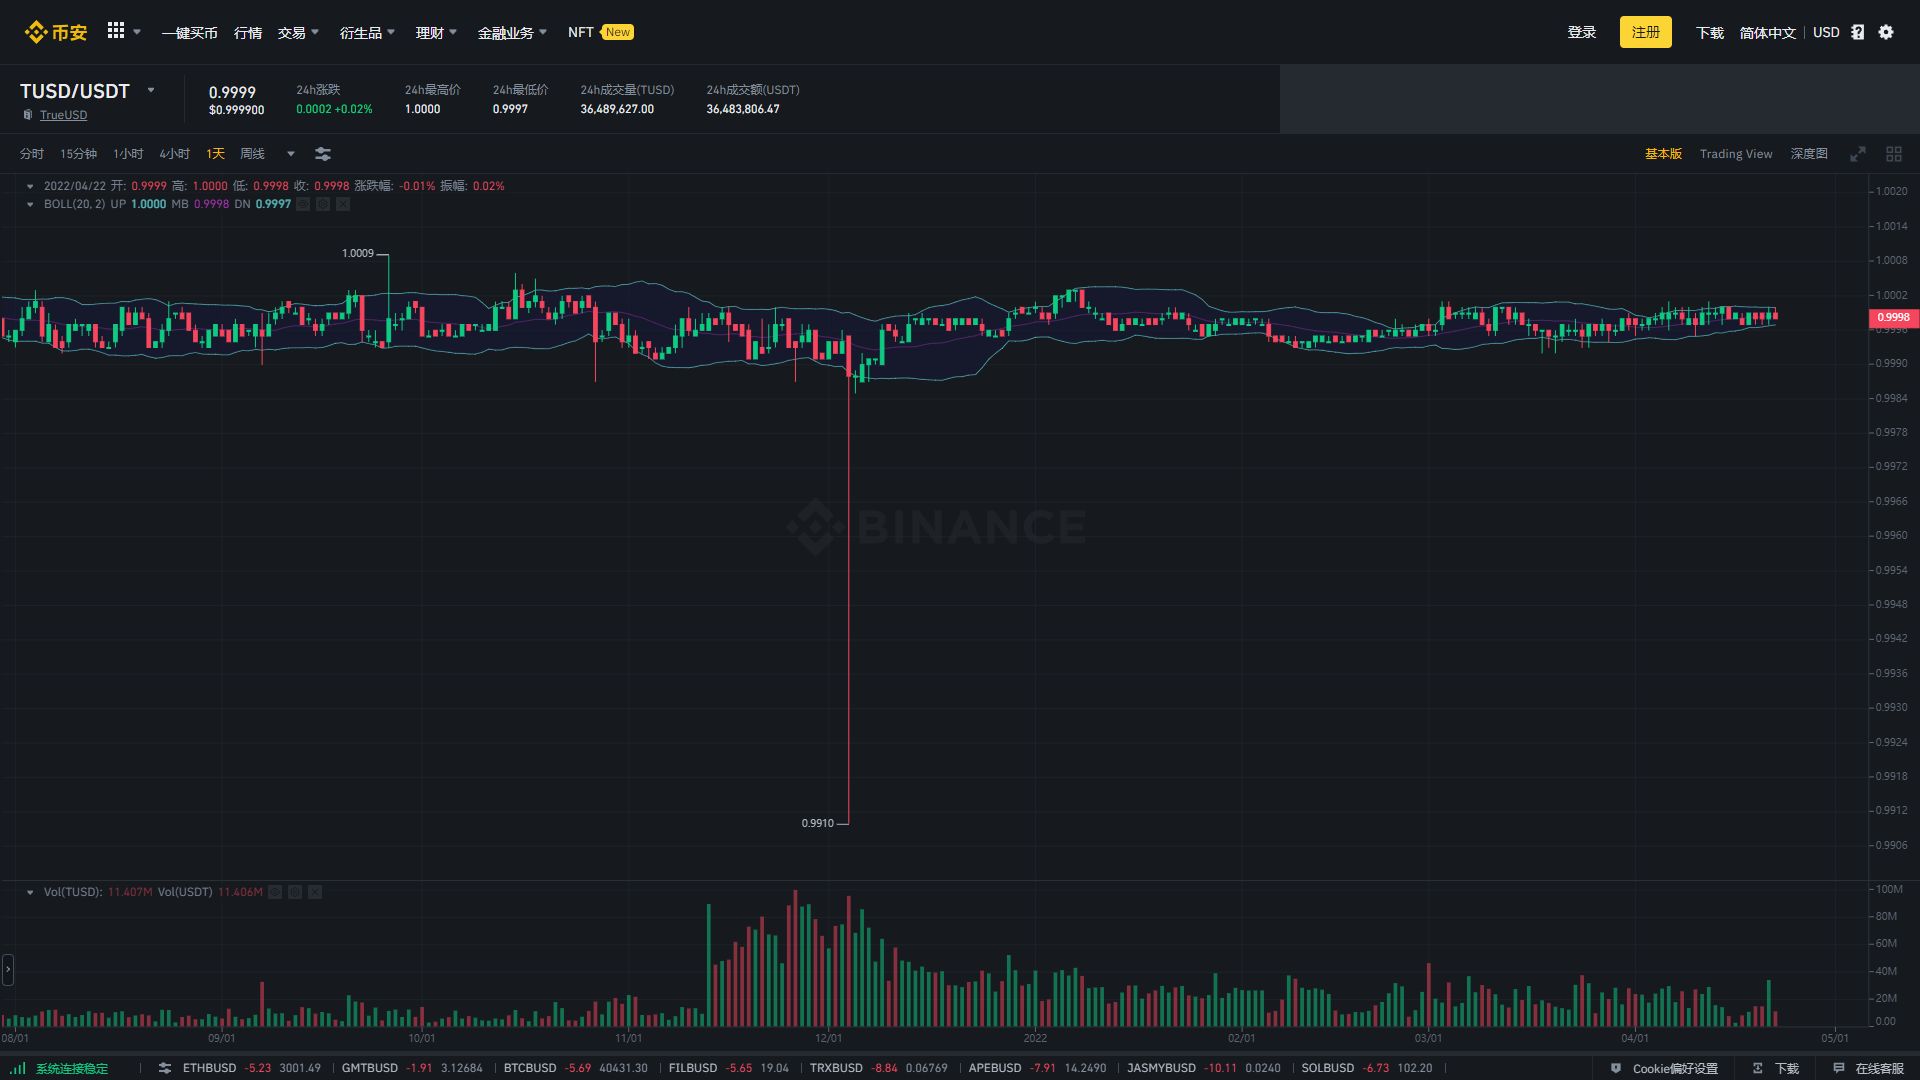 币安 一键买币 行情 交易 衍生品 理财 金融业务 NFT New 登录 注册 下载 简体中文 USD
TUSD/USDT
TrueUSD
0.9999
$0.999900
24h涨跌
0.0002 +0.02%
24h最高价
1.0000
24h最低价
0.9997
24h成交量(TUSD)
36,489,627.00
24h成交额(USDT)
36,483,806.47
分时 15分钟 1小时 4小时 1天 周线 基本版 Trading View 深度图
2022/04/22 开: 0.9999 高: 1.0000 低: 0.9998 收: 0.9998 涨跌幅: -0.01% 振幅: 0.02%
BOLL(20, 2) UP 1.0000 MB 0.9998 DN 0.9997
1.0009
0.9910
BINANCE
1.0020
1.0014
1.0008
1.0002
0.9998
0.9996
0.9990
0.9984
0.9978
0.9972
0.9966
0.9960
0.9954
0.9948
0.9942
0.9936
0.9930
0.9924
0.9918
0.9912
0.9906
Vol(TUSD): 11.407M Vol(USDT) 11.406M
100M
80M
60M
40M
20M
0.00
08/01 09/01 10/01 11/01 12/01 2022 02/01 03/01 04/01 05/01
系统连接稳定 ETHBUSD -5.23 3001.49 GMTBUSD -1.91 3.12684 BTCBUSD -5.69 40431.30 FILBUSD -5.65 19.04 TRXBUSD -8.84 0.06769 APEBUSD -7.91 14.2490 JASMYBUSD -10.11 0.0240 SOLBUSD -6.73 102.20 Cookie偏好设置 下载 在线客服